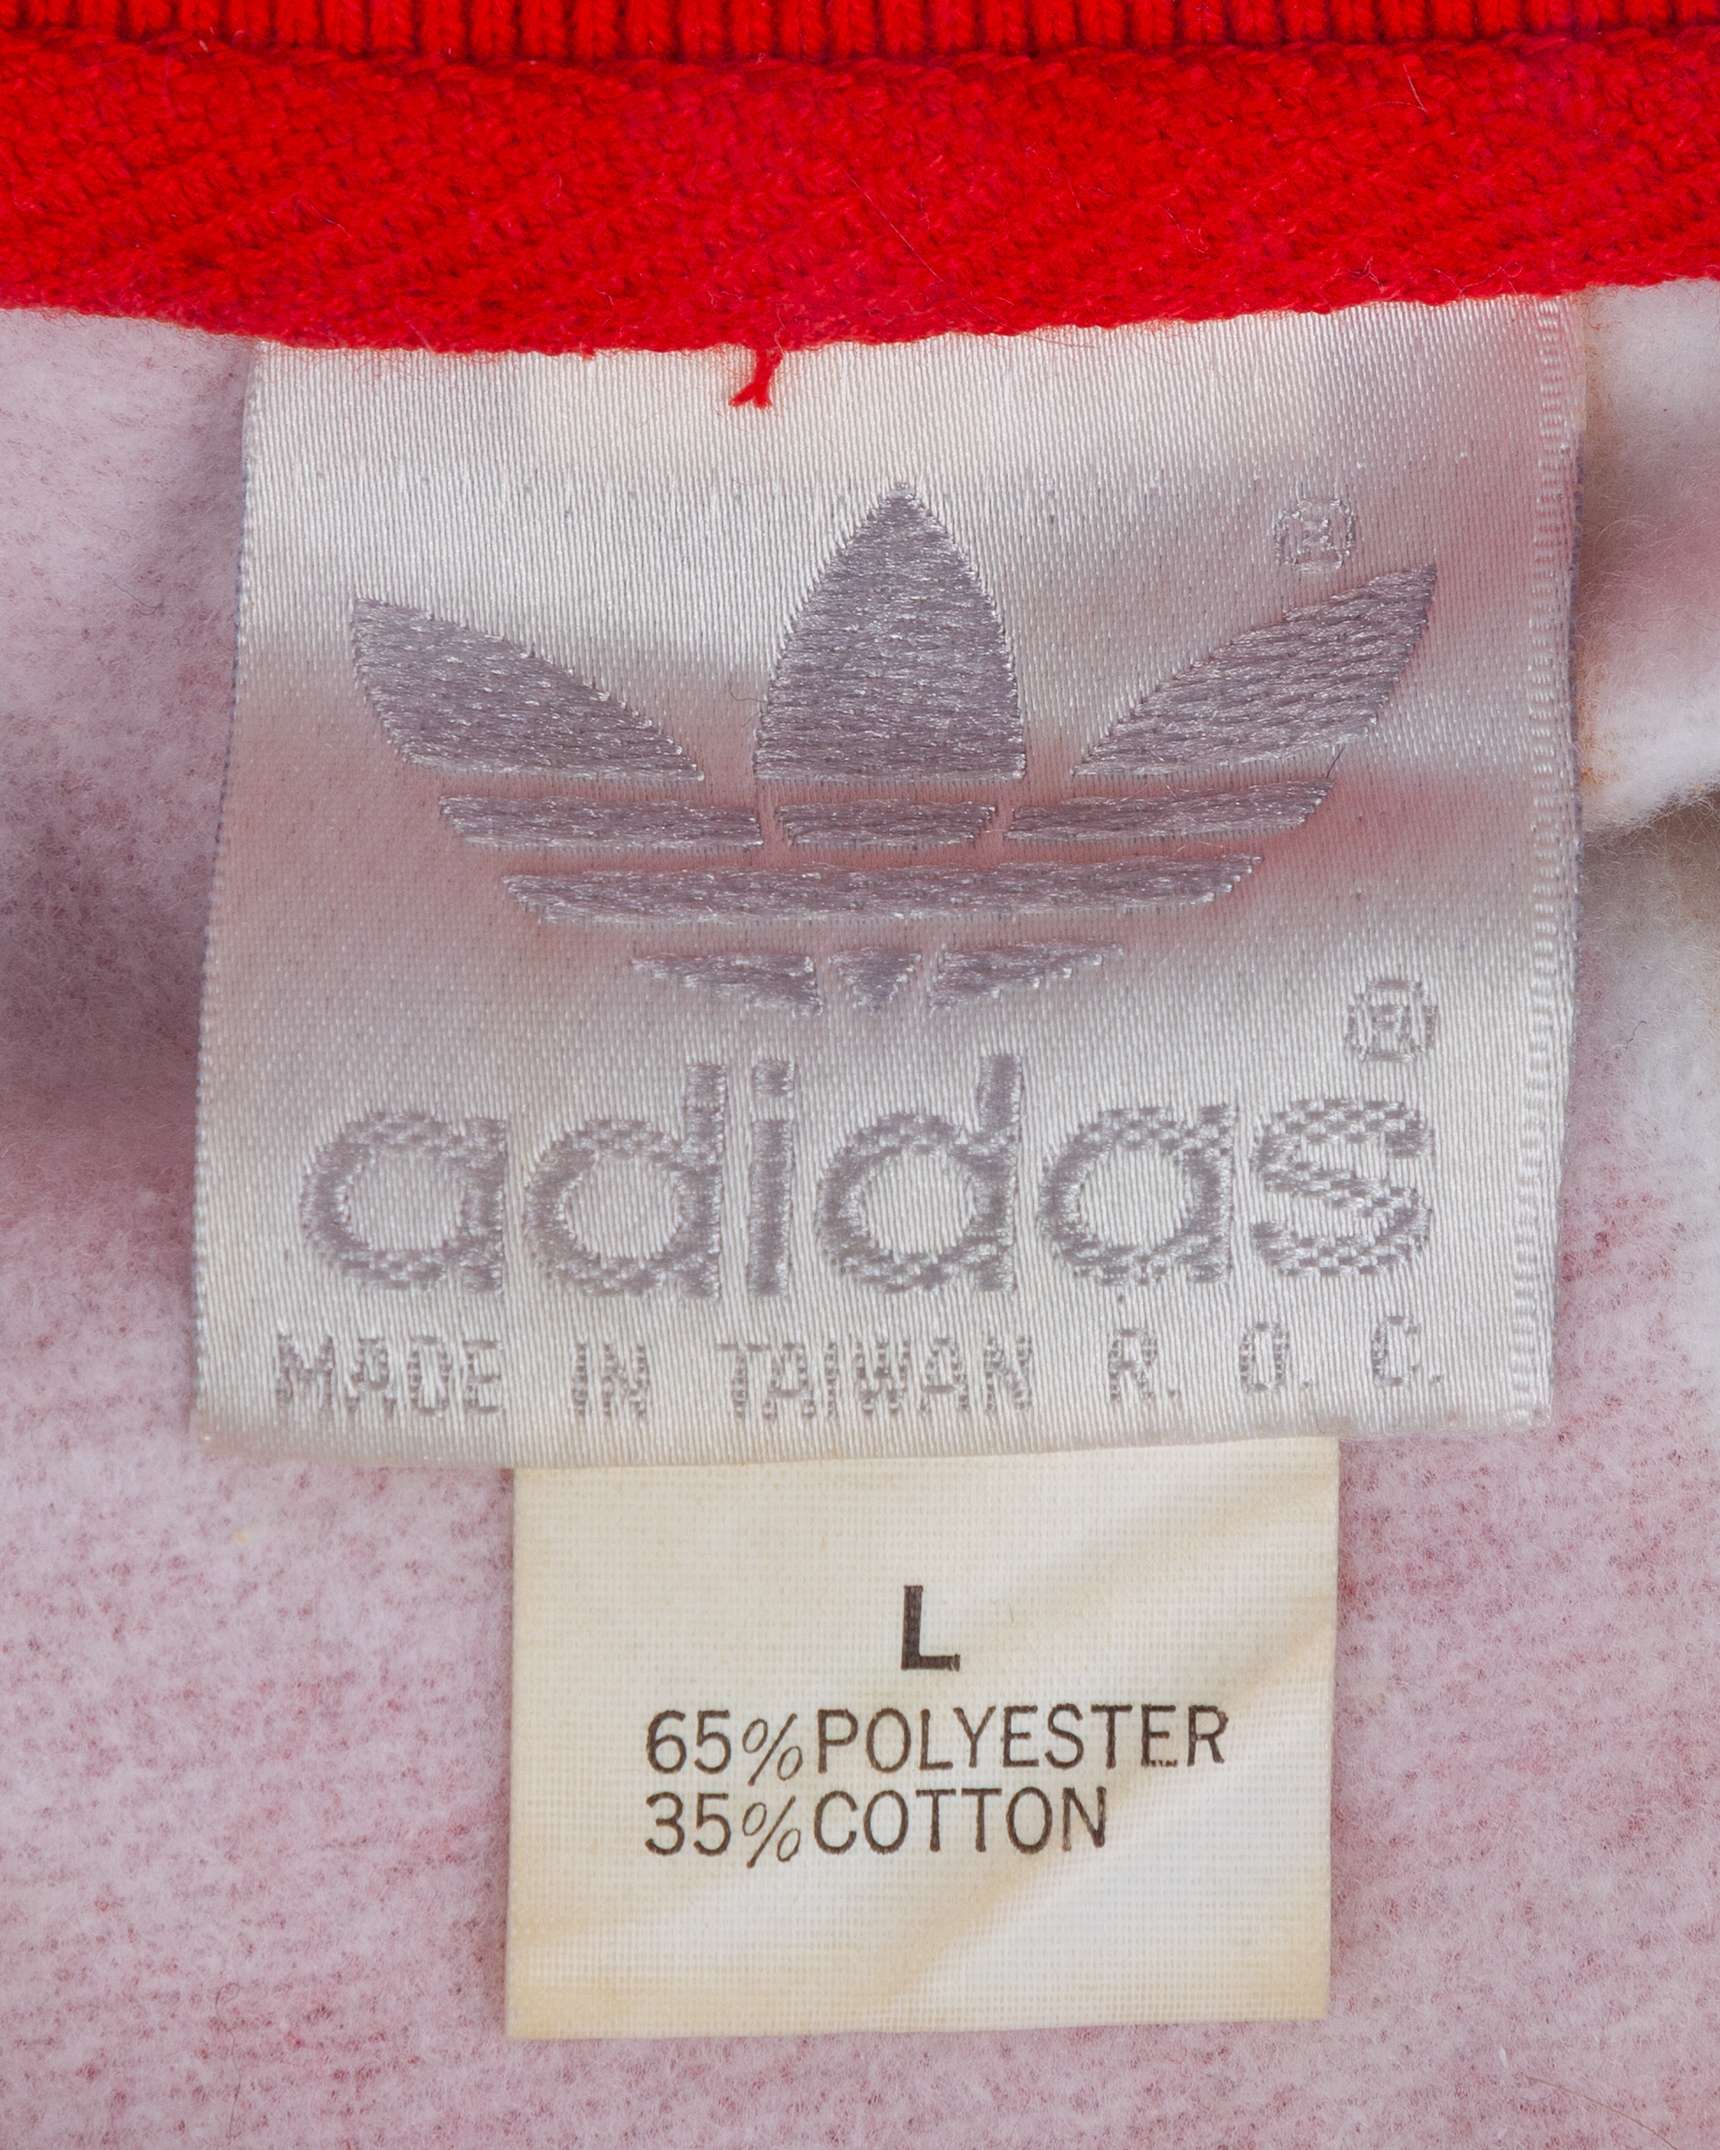 ®
®
adidas
MADE IN TAIWAN R. O. C.
L
65%POLYESTER
35%COTTON